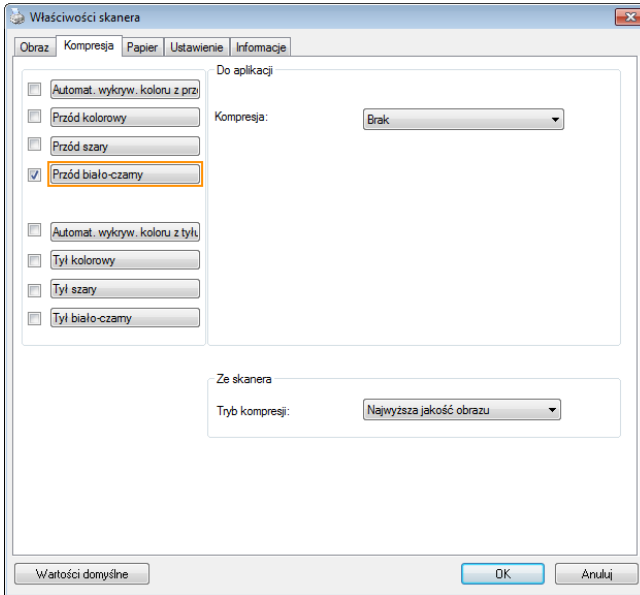 Właściwości skanera
Obraz Kompresja Papier Ustawienie Informacje
Automat. wykryw. koloru z prz
Przód kolorowy
Przód szary
Przód biało-czarny
Automat. wykryw. koloru z tyłu
Tył kolorowy
Tył szary
Tył biało-czarny
Do aplikacji
Kompresja: Brak
Ze skanera
Tryb kompresji: Najwyższa jakość obrazu
Wartości domyślne OK Anuluj